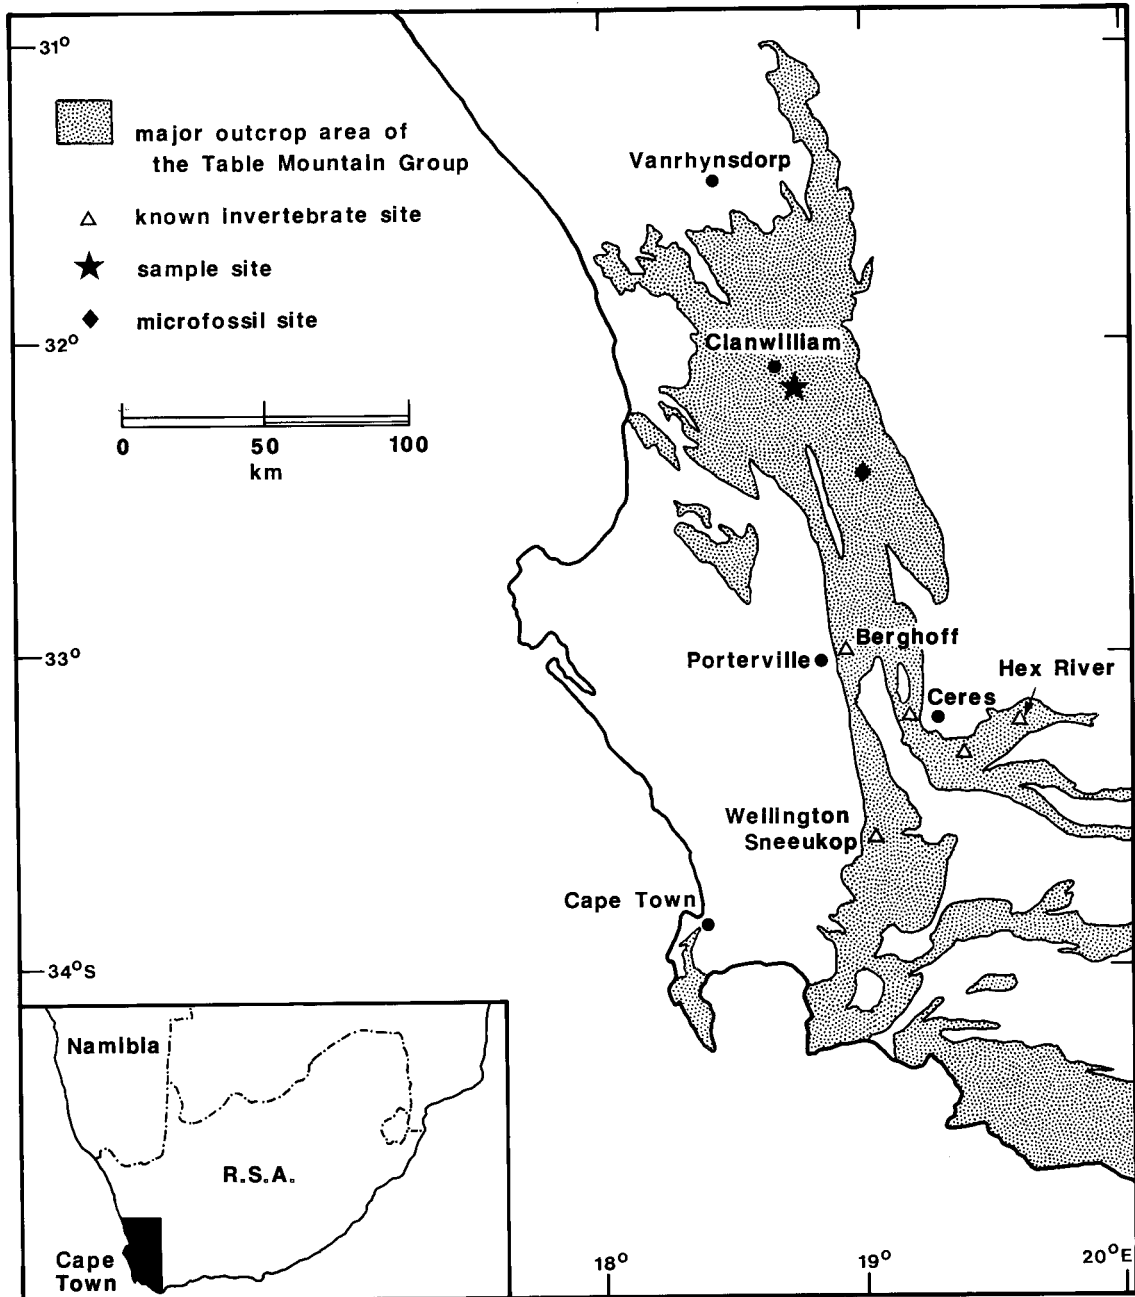 31°
major outcrop area of
the Table Mountain Group
Vanrhynsdorp
known invertebrate site
sample site
microfossil site
32°
Clanwilliam
0 50 100
km
33°
Porterville
Berghoff
Hex River
Ceres
Wellington
Sneeukop
Cape Town
34°S
Namibia
R.S.A.
Cape
Town
18°
19°
20°E